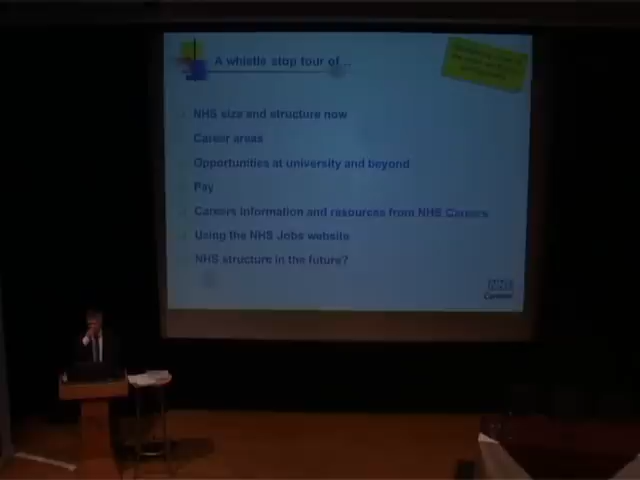 A whistle stop tour of...
NHS size and structure now
Career areas
Opportunities at university and beyond
Pay
Careers information and resources from NHS Careers
Using the NHS Jobs website
NHS structure in the future?
NHS
Careers